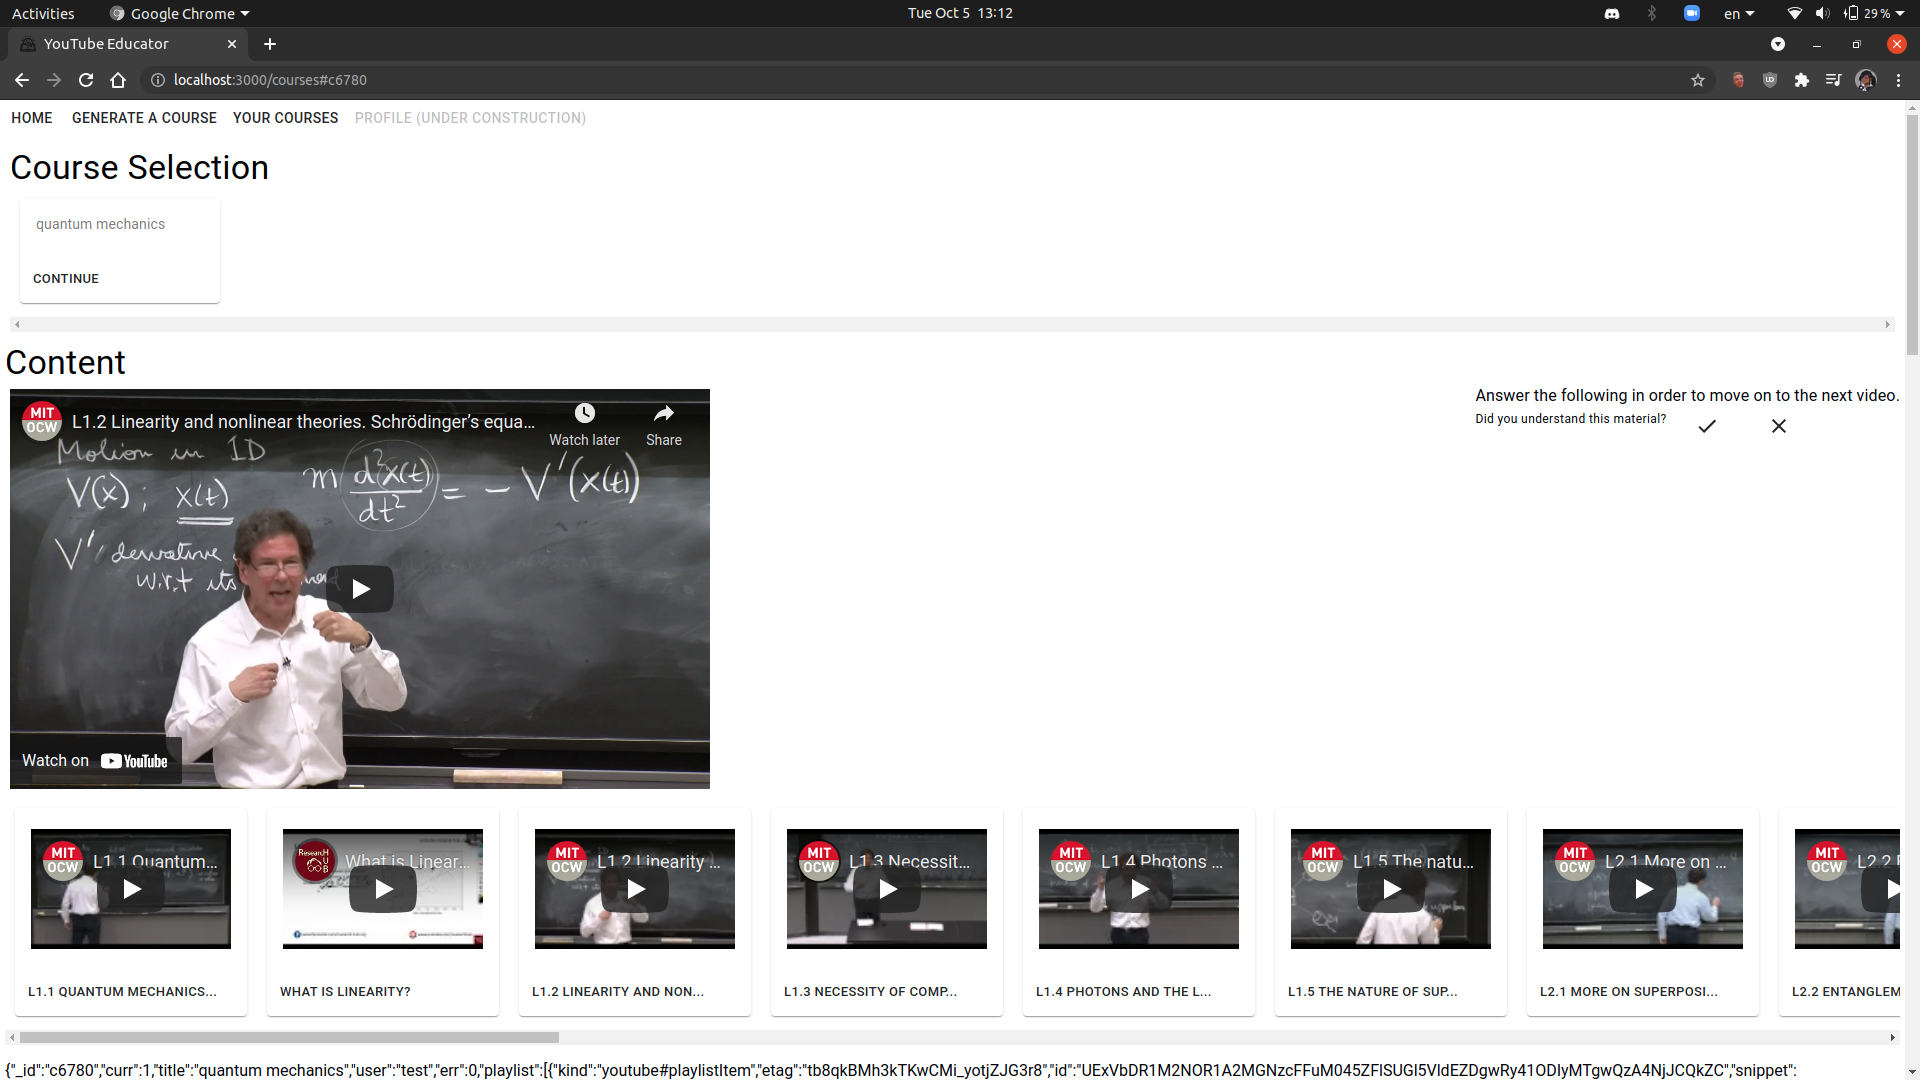 Activities Google Chrome Tue Oct 5 13:12 en 29 %
YouTube Educator
localhost:3000/courses#c6780
HOME GENERATE A COURSE YOUR COURSES PROFILE (UNDER CONSTRUCTION)
Course Selection
quantum mechanics
CONTINUE
Content
Answer the following in order to move on to the next video.
Did you understand this material?
MIT OCW L1.2 Linearity and nonlinear theories. Schrödinger's equa...
Watch later Share
Motion in 1D
V(x) ; x(t) m d²x(t)/dt² = - V'(x(t))
V' derivative
w.r.t its
Watch on YouTube
MIT OCW L1.1 Quantum...
ResearcH HUB What is Linear...
MIT OCW L1.2 Linearity ...
MIT OCW L1.3 Necessit...
MIT OCW L1.4 Photons ...
MIT OCW L1.5 The natu...
MIT OCW L2.1 More on ...
MIT OCW L2.2
L1.1 QUANTUM MECHANICS...
WHAT IS LINEARITY?
L1.2 LINEARITY AND NON...
L1.3 NECESSITY OF COMP...
L1.4 PHOTONS AND THE L...
L1.5 THE NATURE OF SUP...
L2.1 MORE ON SUPERPOSI...
L2.2 ENTANGLEM
{"_id":"c6780","curr":1,"title":"quantum mechanics","user":"test","err":0,"playlist":[{"kind":"youtube#playlistItem","etag":"tb8qkBMh3kTKwCMi_yotjZJG3r8","id":"UExVbDR1M2NOR1A2MGNzcFFuM045ZFlSUGl5VldEZDgwRy41ODIyMTgwQzA4NjJCQkZC","snippet":